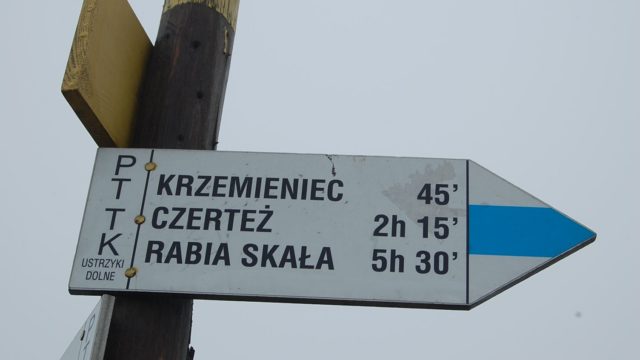 PTTK
USTRZYKI
DOLNE
KRZEMIENIEC 45’
CZERTEŻ 2h 15’
RABIA SKAŁA 5h 30’